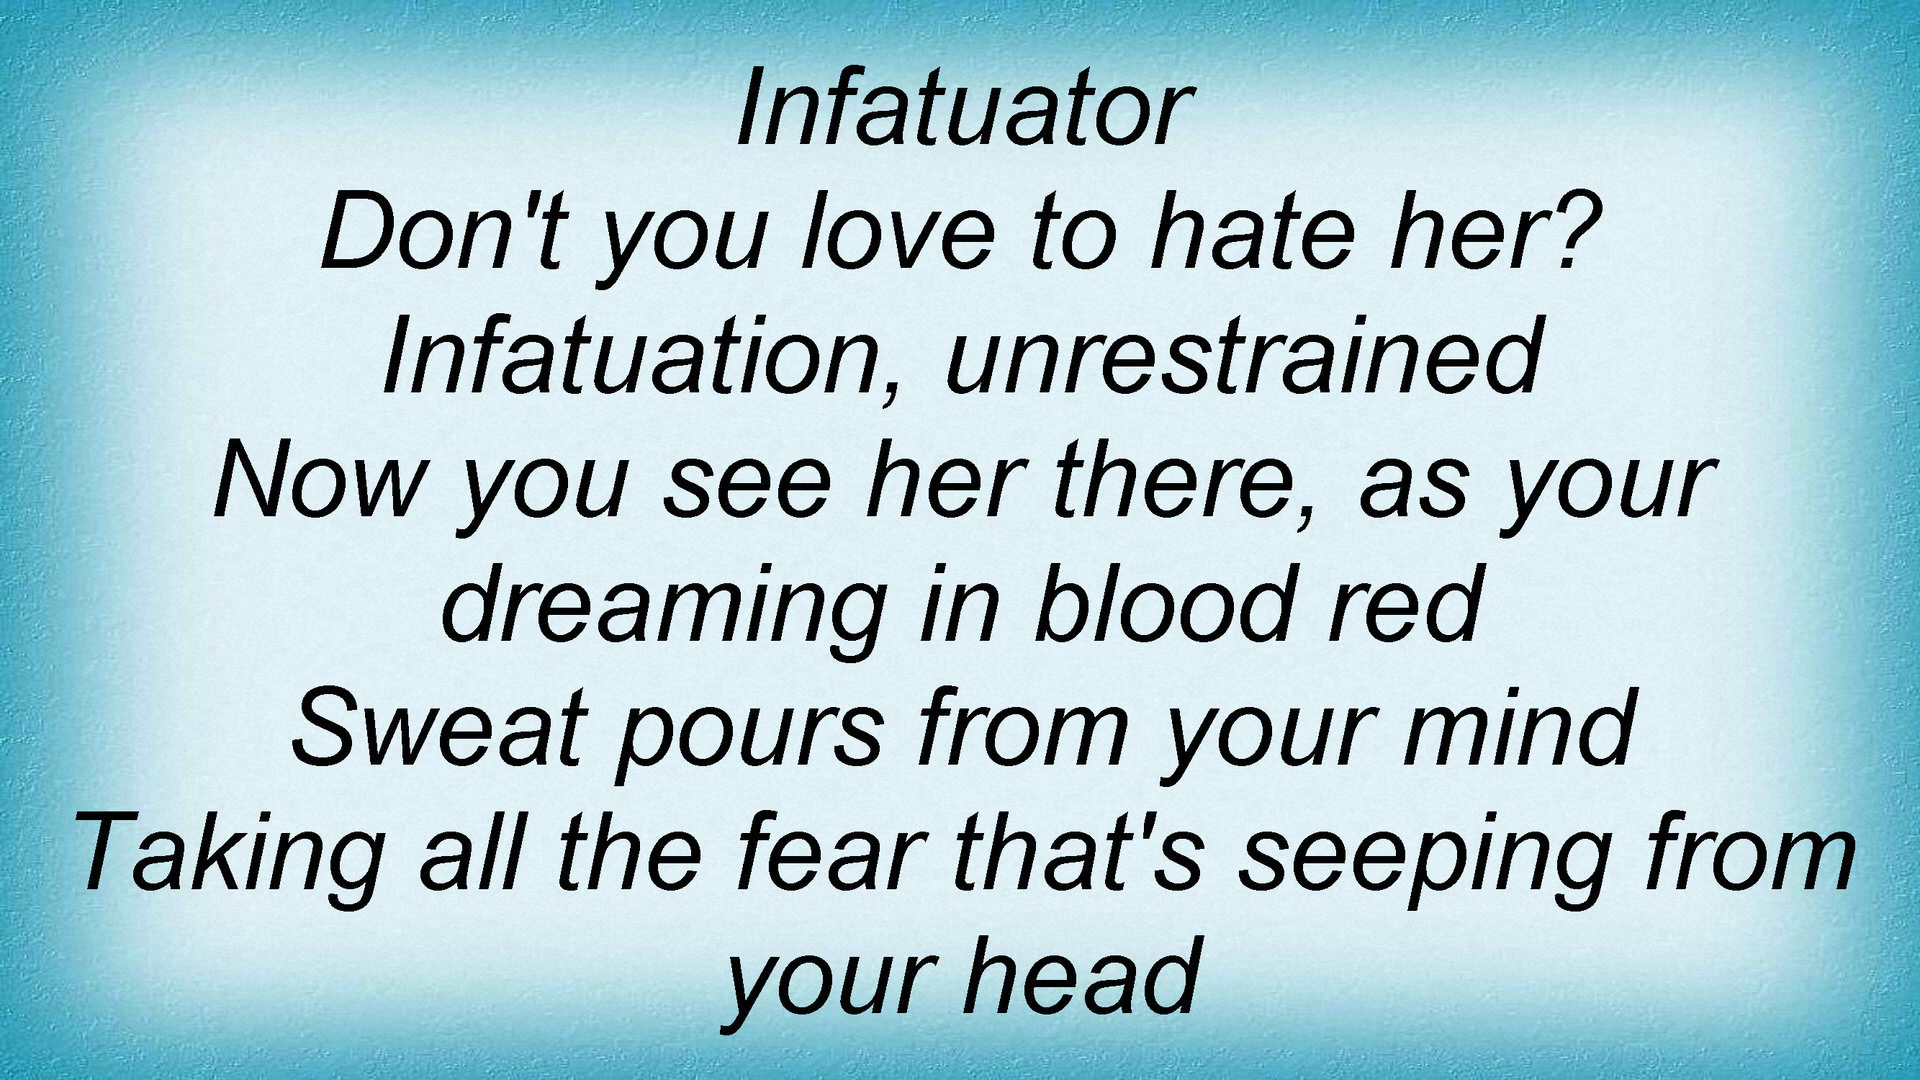 Infatuator
Don't you love to hate her?
Infatuation, unrestrained
Now you see her there, as your
dreaming in blood red
Sweat pours from your mind
Taking all the fear that's seeping from
your head